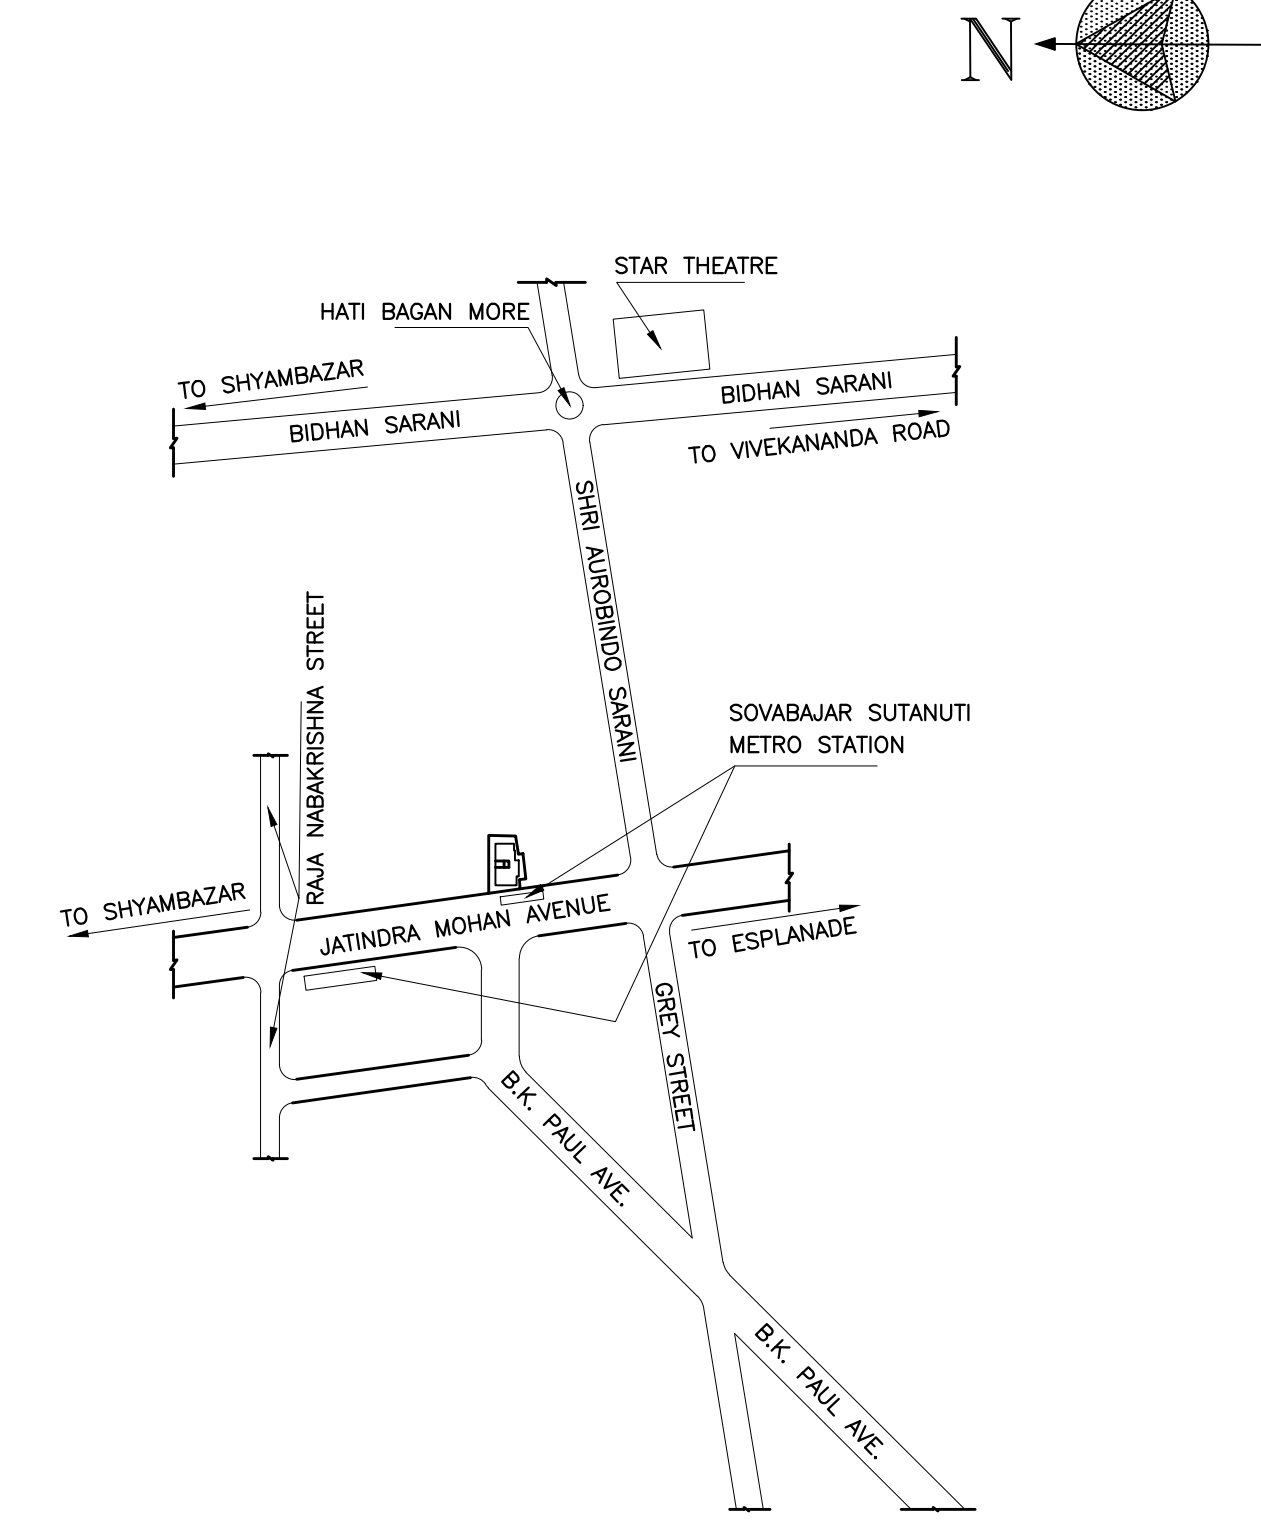 N
STAR THEATRE
HATI BAGAN MORE
TO SHYAMBAZAR
BIDHAN SARANI
BIDHAN SARANI
TO VIVEKANANDA ROAD
SHRI AUROBINDO SARANI
RAJA NABAKRISHNA STREET
SOVABAJAR SUTANUTI
METRO STATION
TO SHYAMBAZAR
JATINDRA MOHAN AVENUE
TO ESPLANADE
GREY STREET
B.K. PAUL AVE.
B.K. PAUL AVE.